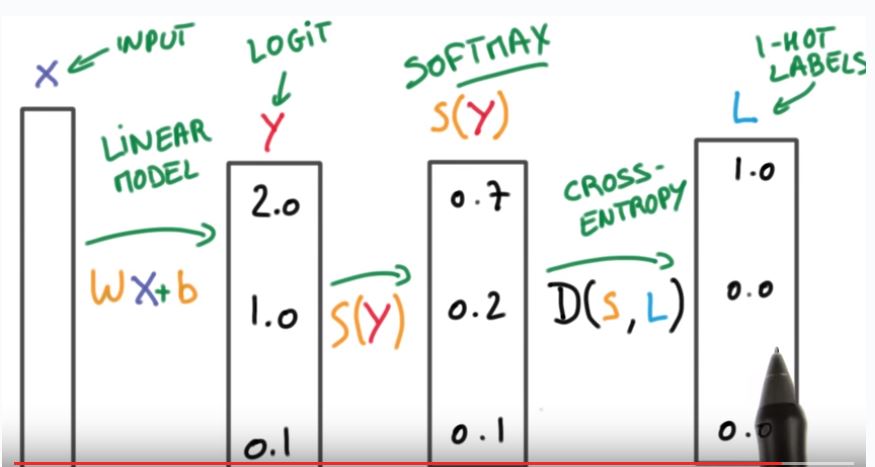 X
INPUT
LINEAR
MODEL
WX+b
LOGIT
Y
2.0
1.0
0.1
S(Y)
SOFTMAX
S(Y)
0.7
0.2
0.1
CROSS-
ENTROPY
D(S,L)
1-HOT
LABELS
L
1.0
0.0
0.0